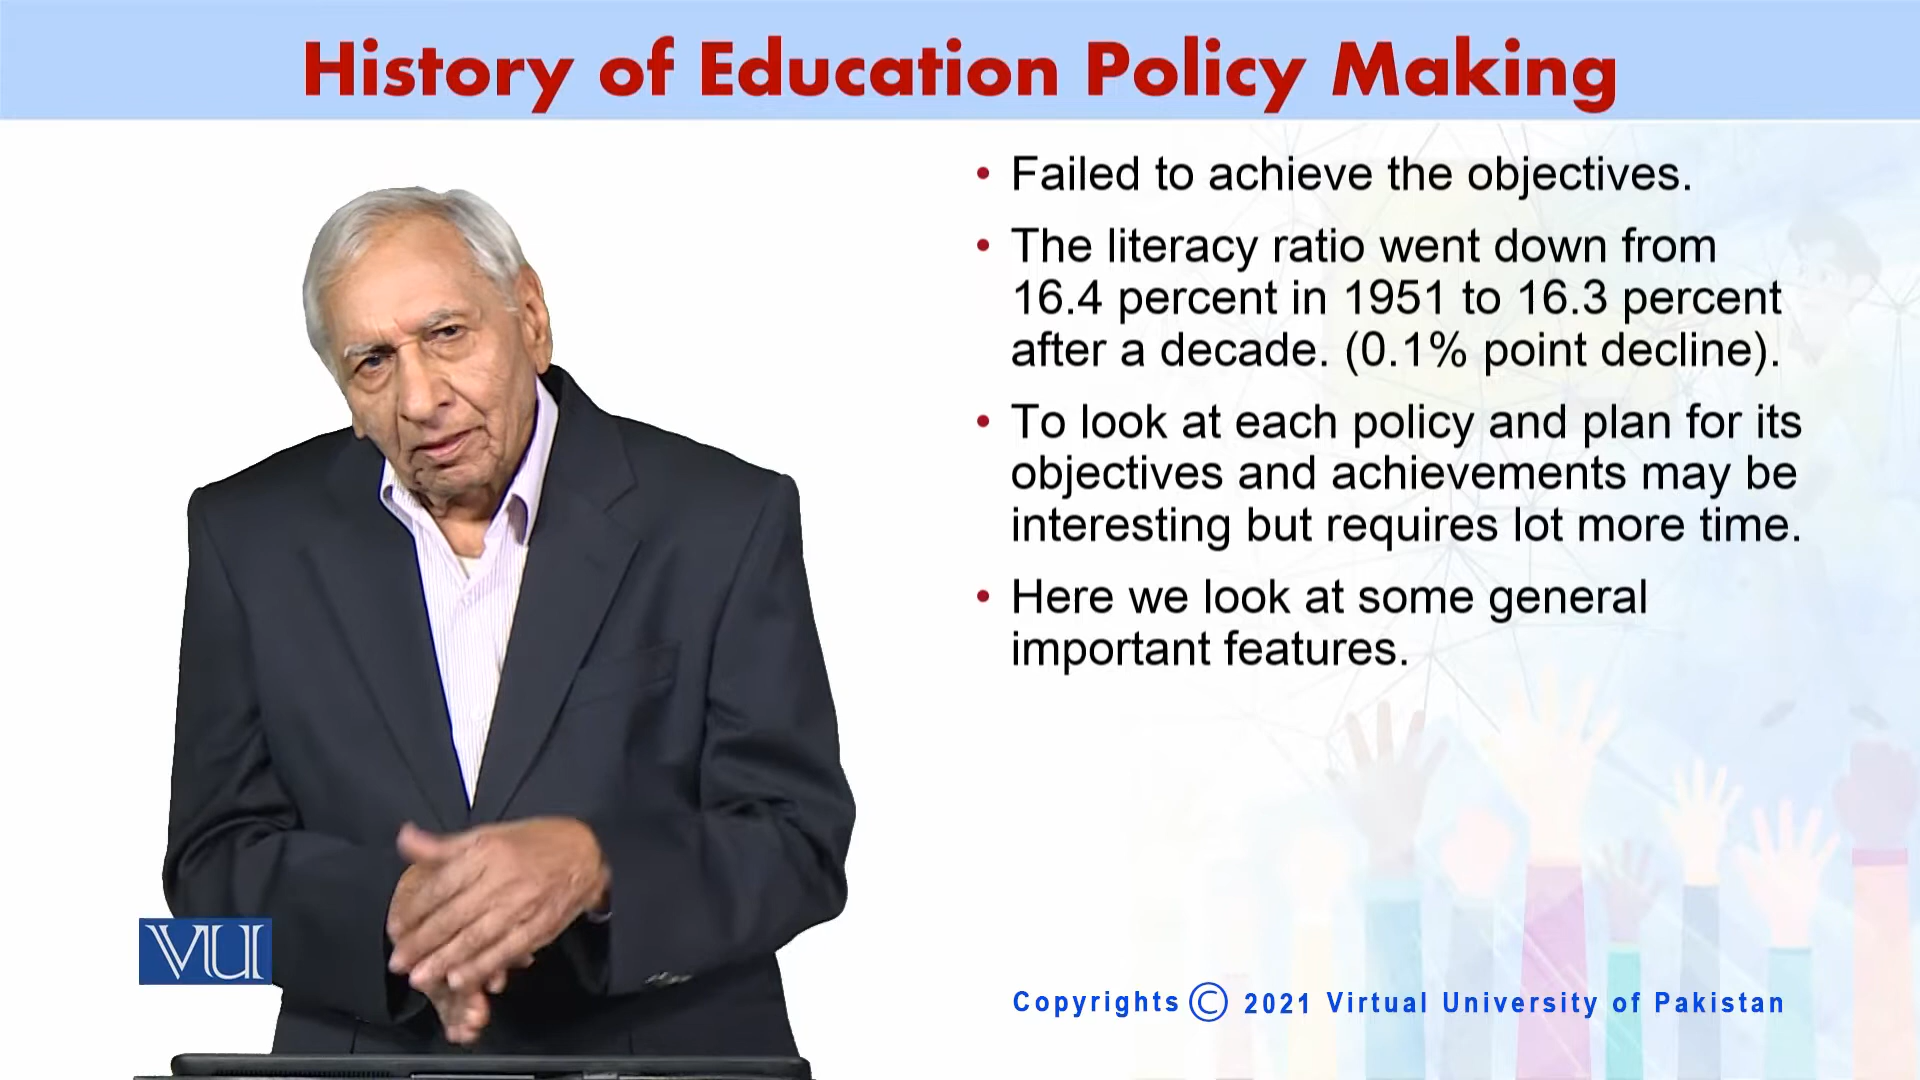 History of Education Policy Making
• Failed to achieve the objectives.
• The literacy ratio went down from
16.4 percent in 1951 to 16.3 percent
after a decade. (0.1% point decline).
• To look at each policy and plan for its
objectives and achievements may be
interesting but requires lot more time.
• Here we look at some general
important features.
VU
Copyrights © 2021 Virtual University of Pakistan